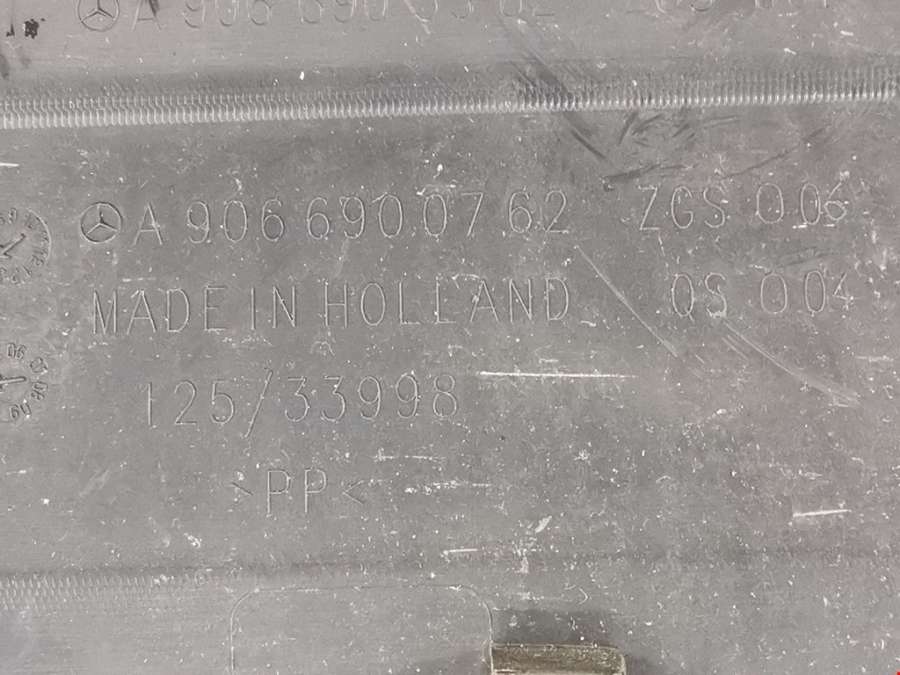 A 906 690 07 62 ZGS 006
MADE IN HOLLAND QS 004
125/33998
>PP<